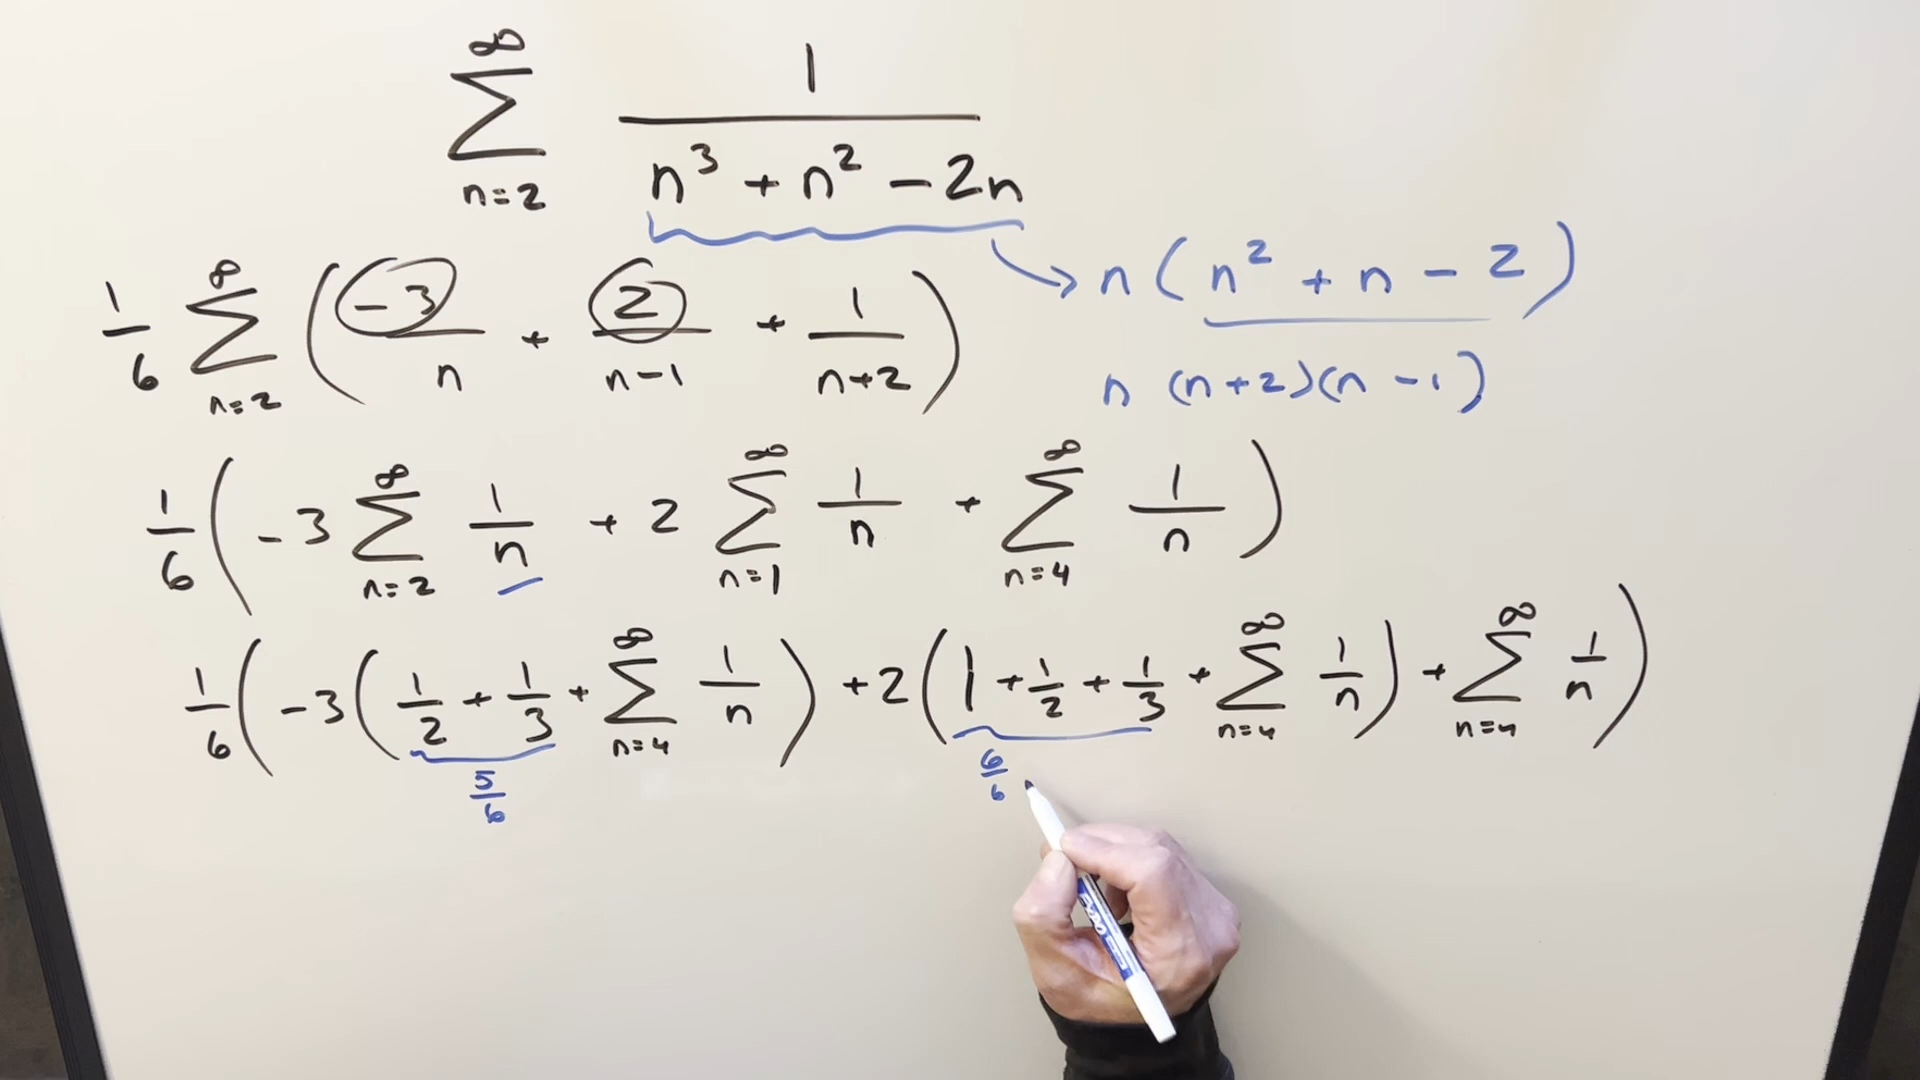 ∞ ∑ n=2 1 / (n³ + n² − 2n)
→ n(n² + n − 2)
n (n+2)(n −1)
1/6 ∞ ∑ n=2 (−3/n + 2/(n−1) + 1/(n+2))
1/6 (−3 ∞ ∑ n=2 1/n + 2 ∞ ∑ n=1 1/n + ∞ ∑ n=4 1/n)
1/6 (−3(1/2 + 1/3 + ∞ ∑ n=4 1/n) + 2(1 + 1/2 + 1/3 + ∞ ∑ n=4 1/n) + ∞ ∑ n=4 1/n)
5/6 6/6
EXPO